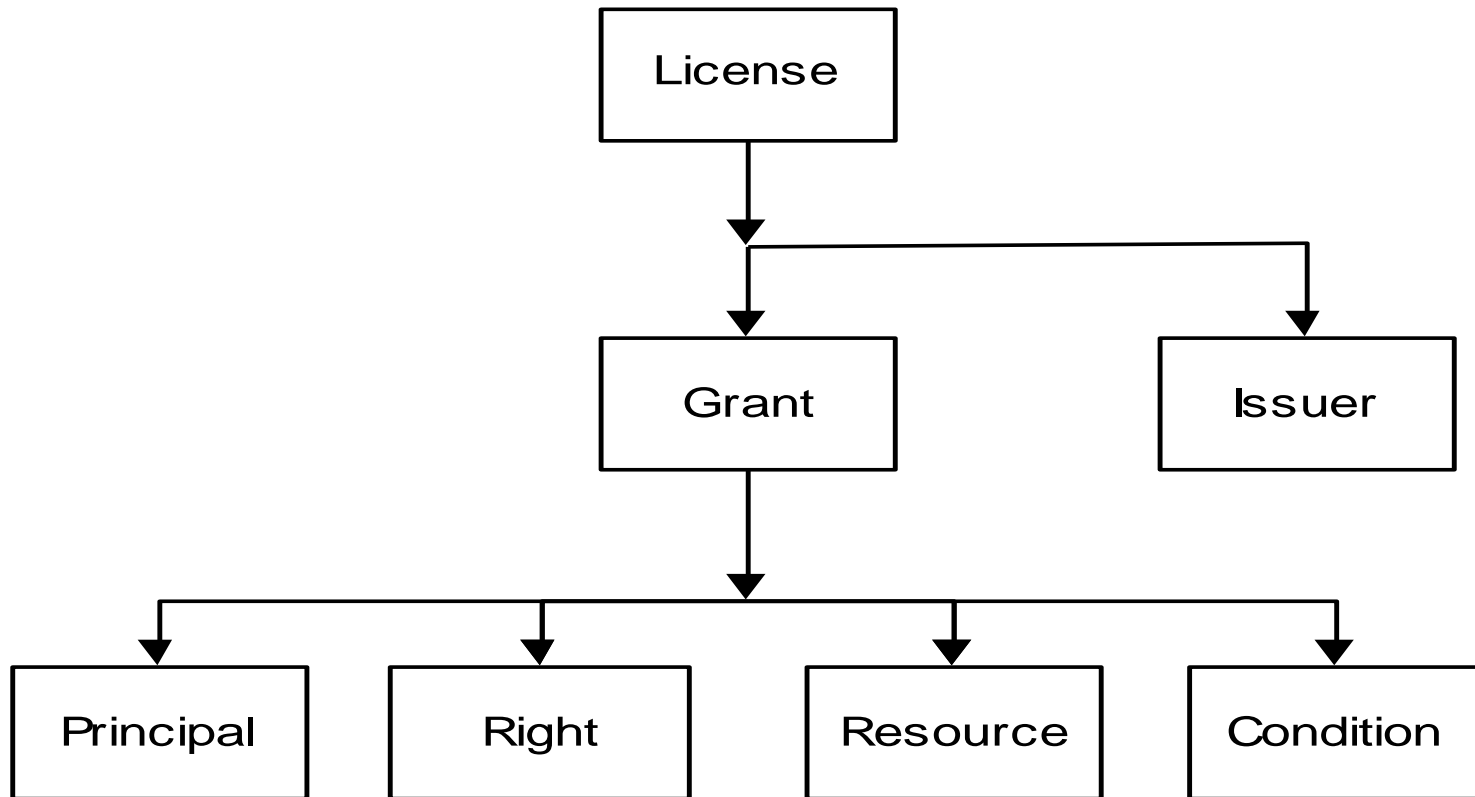 License
Grant
Issuer
Principal
Right
Resource
Condition